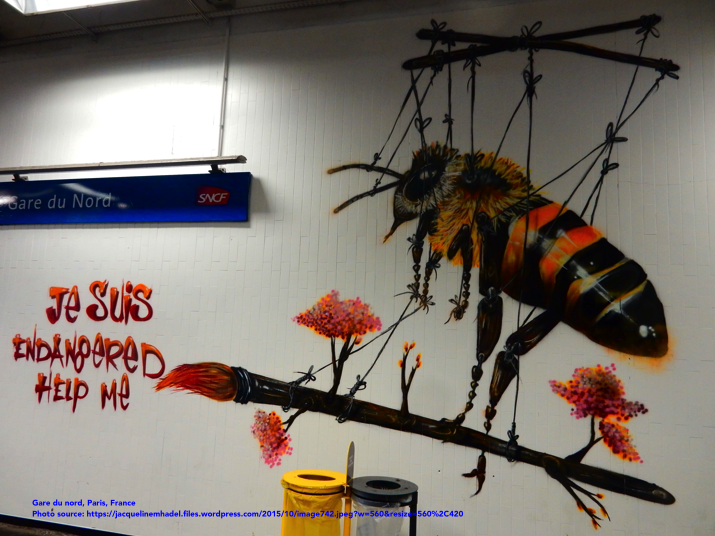 Gare du Nord
SNCF
Je Suis
ENDANGERED
HElp ME
Gare du nord, Paris, France
Photo source: https://jacquelinemhadel.files.wordpress.com/2015/10/image742.jpeg?w=560&resize=560%2C420